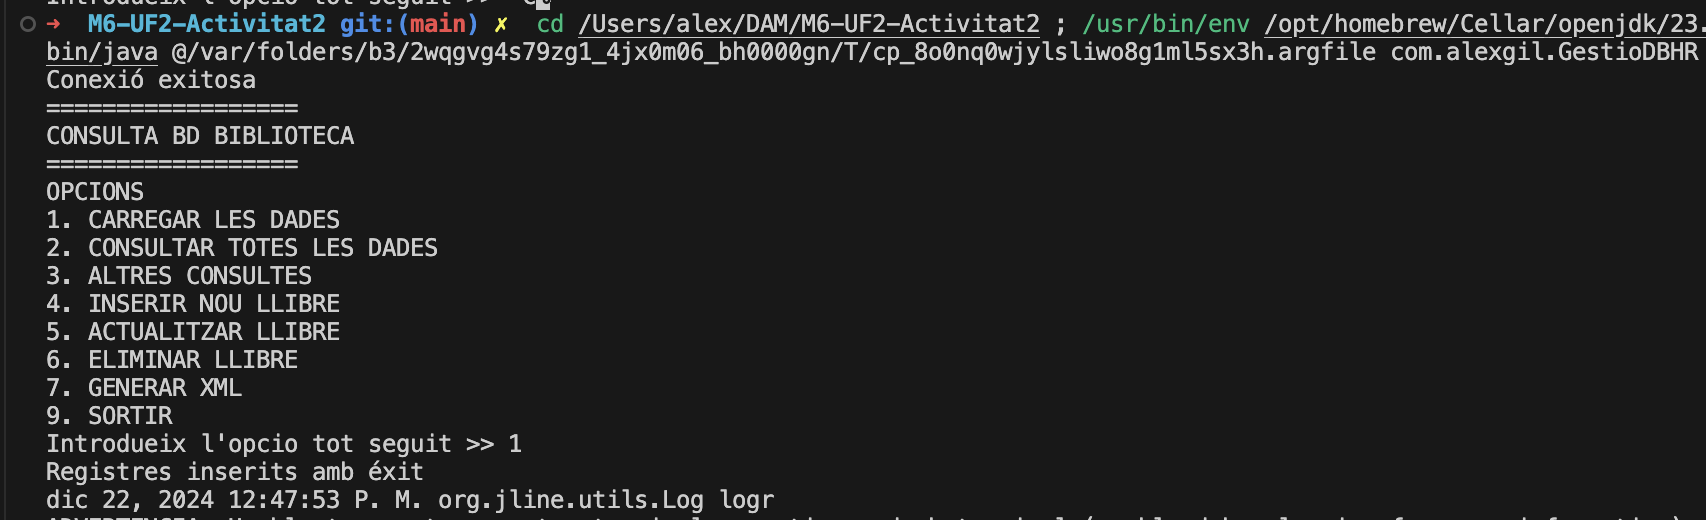 Introdueix l'opcio tot seguit >>
→ M6-UF2-Activitat2 git:(main) ✗ cd /Users/alex/DAM/M6-UF2-Activitat2 ; /usr/bin/env /opt/homebrew/Cellar/openjdk/23.
bin/java @/var/folders/b3/2wqgvg4s79zg1_4jx0m06_bh0000gn/T/cp_8o0nq0wjylsliwo8g1ml5sx3h.argfile com.alexgil.GestioDBHR
Conexió exitosa
==================
CONSULTA BD BIBLIOTECA
==================
OPCIONS
1. CARREGAR LES DADES
2. CONSULTAR TOTES LES DADES
3. ALTRES CONSULTES
4. INSERIR NOU LLIBRE
5. ACTUALITZAR LLIBRE
6. ELIMINAR LLIBRE
7. GENERAR XML
9. SORTIR
Introdueix l'opcio tot seguit >> 1
Registres inserits amb éxit
dic 22, 2024 12:47:53 P. M. org.jline.utils.Log logr